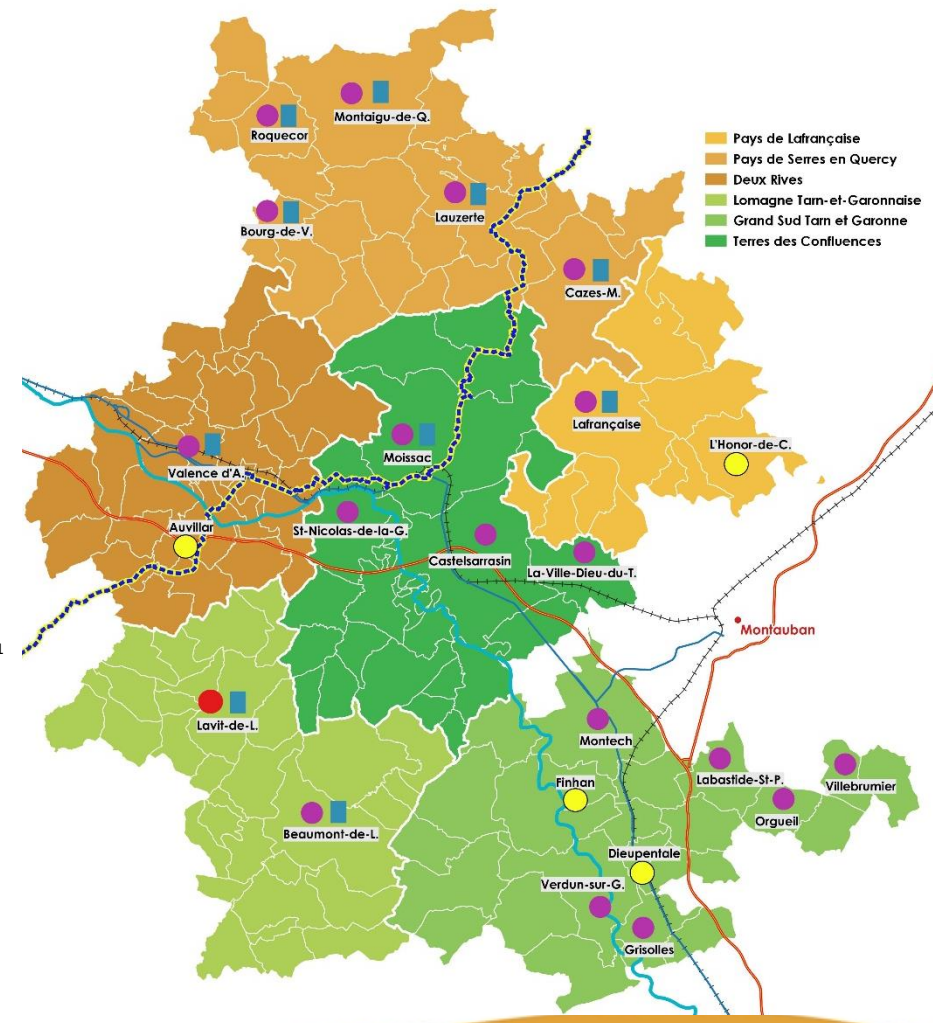 Montaigu-de-Q.
Roquecor
Pays de Lafrançaise
Pays de Serres en Quercy
Deux Rives
Lomagne Tarn-et-Garonnaise
Grand Sud Tarn et Garonne
Terres des Confluences
Lauzerte
Bourg-de-V.
Cazes-M.
Lafrançaise
L'Honor-de-C.
Moissac
Valence d'A.
Auvillar
St-Nicolas-de-la-G.
Castelsarrasin
La-Ville-Dieu-du-T.
Montauban
Lavit-de-L.
Montech
Labastide-St-P.
Villebrumier
Finhan
Orgueil
Beaumont-de-L.
Dieupentale
Verdun-sur-G.
Grisolles